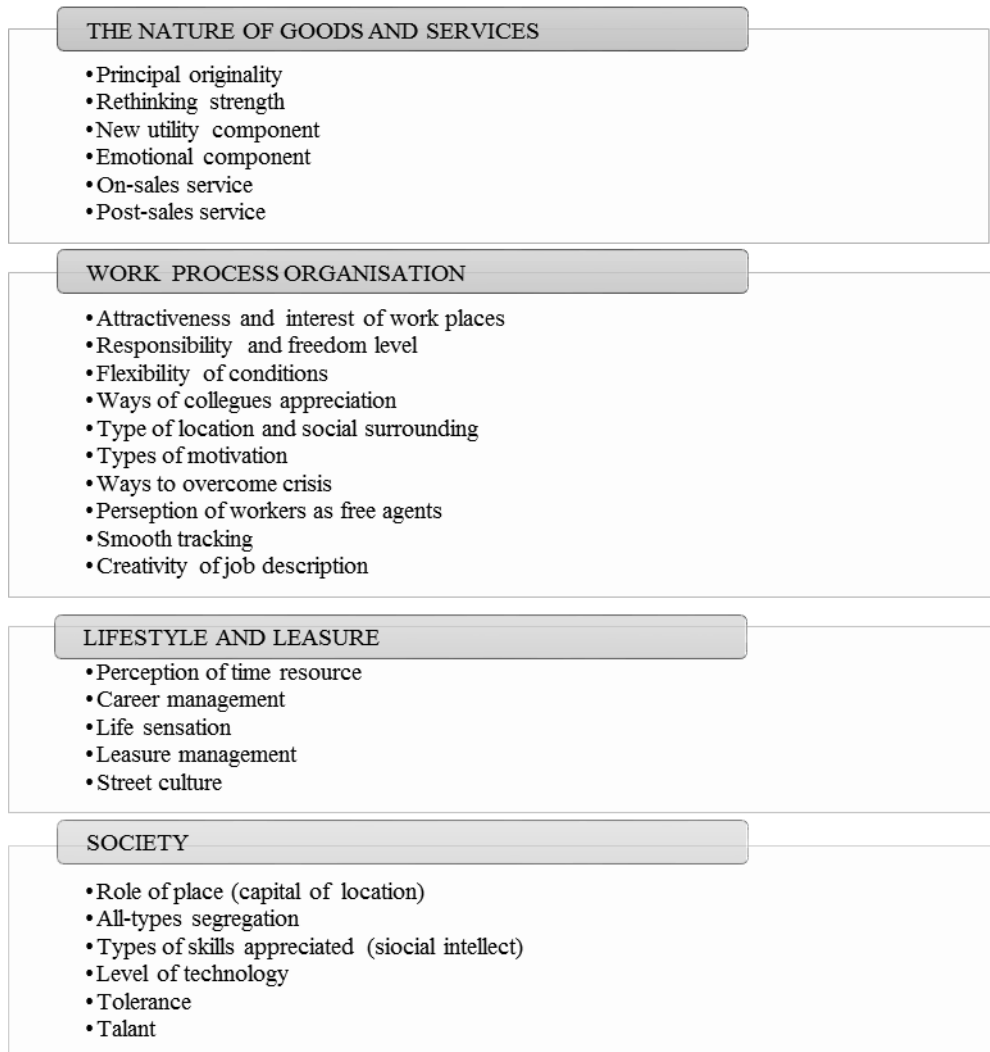 THE NATURE OF GOODS AND SERVICES
•Principal originality
•Rethinking strength
•New utility component
•Emotional component
•On-sales service
•Post-sales service
WORK PROCESS ORGANISATION
•Attractiveness and interest of work places
•Responsibility and freedom level
•Flexibility of conditions
•Ways of collegues appreciation
•Type of location and social surrounding
•Types of motivation
•Ways to overcome crisis
•Perseption of workers as free agents
•Smooth tracking
•Creativity of job description
LIFESTYLE AND LEASURE
•Perception of time resource
•Career management
•Life sensation
•Leasure management
•Street culture
SOCIETY
•Role of place (capital of location)
•All-types segregation
•Types of skills appreciated (siocial intellect)
•Level of technology
•Tolerance
•Talant